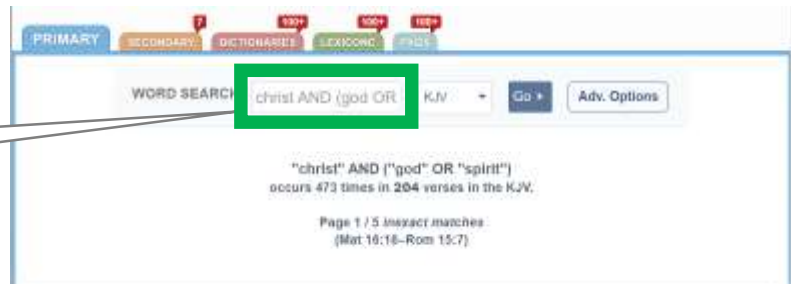 7 100+ 100+ 100+
PRIMARY SECONDARY DICTIONARIES LEXICONC FAQS
WORD SEARCH christ AND (god OR KJV Go Adv. Options
"christ" AND ("god" OR "spirit")
occurs 473 times in 204 verses in the KJV.
Page 1 / 5 inexact matches
(Mat 16:16–Rom 15:7)